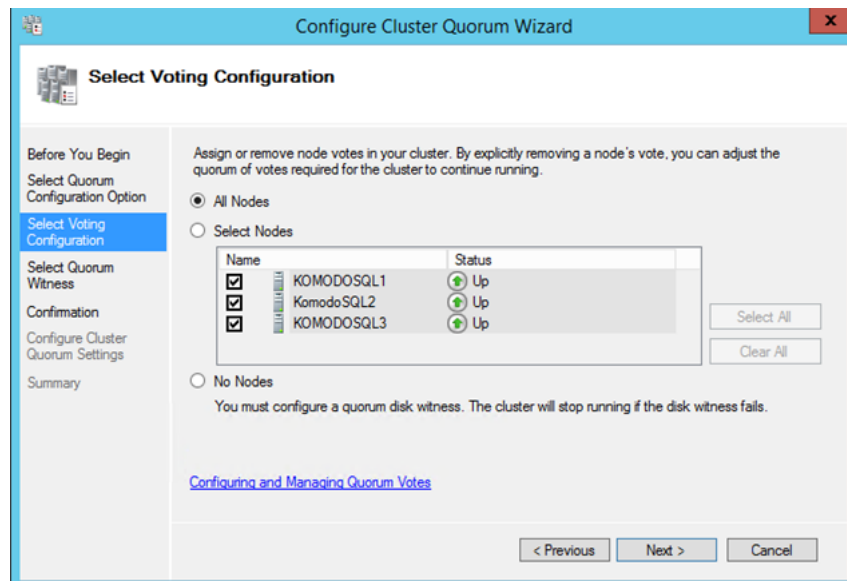 Configure Cluster Quorum Wizard
x
Select Voting Configuration
Before You Begin
Select Quorum
Configuration Option
Select Voting
Configuration
Select Quorum
Witness
Confirmation
Configure Cluster
Quorum Settings
Summary
Assign or remove node votes in your cluster. By explicitly removing a node's vote, you can adjust the
quorum of votes required for the cluster to continue running.
All Nodes
Select Nodes
Name Status
KOMODOSQL1 Up
KomodoSQL2 Up
KOMODOSQL3 Up
Select All
Clear All
No Nodes
You must configure a quorum disk witness. The cluster will stop running if the disk witness fails.
Configuring and Managing Quorum Votes
< Previous Next > Cancel